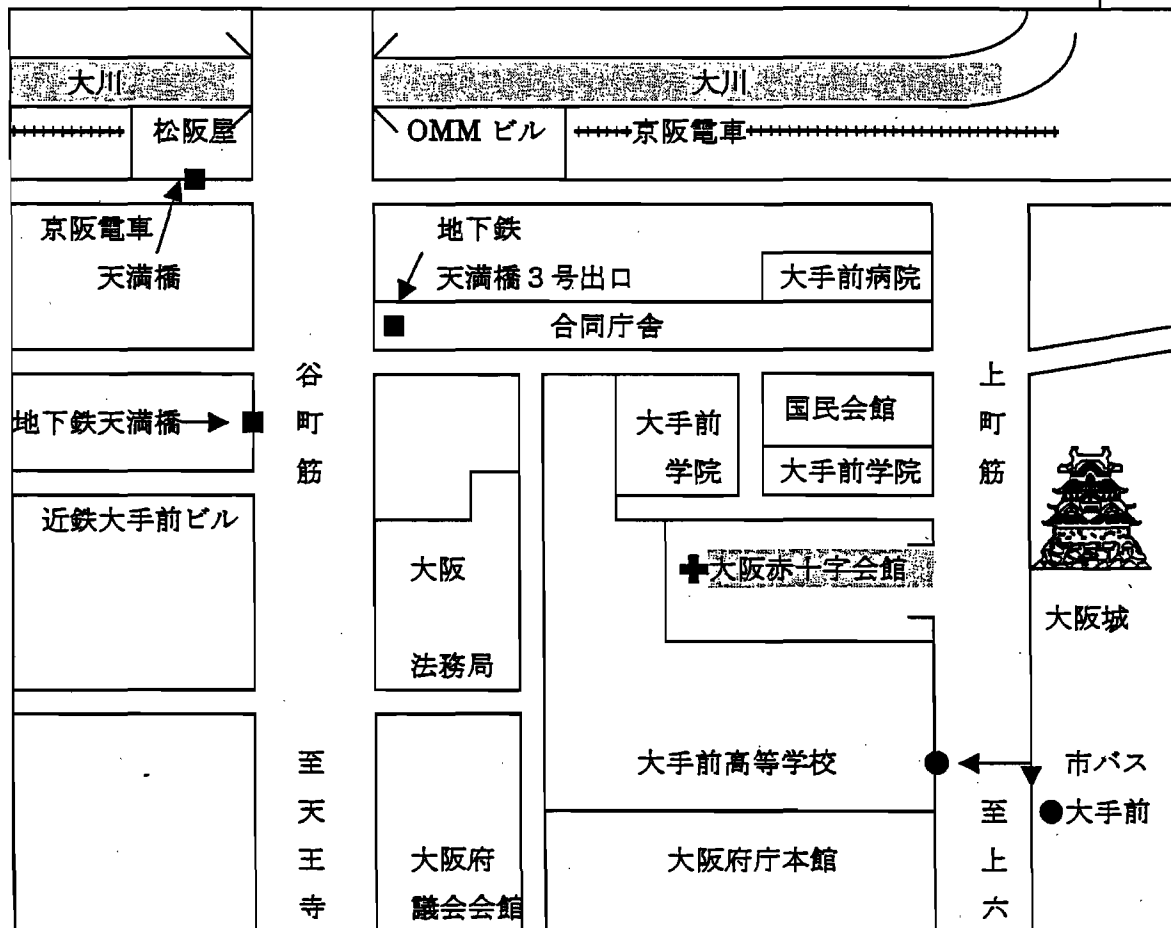 大川
大川
松阪屋
OMM ビル
京阪電車
京阪電車
天満橋
地下鉄
天満橋3号出口
大手前病院
合同庁舎
谷町筋
上町筋
地下鉄天満橋
大手前
学院
国民会館
大手前学院
近鉄大手前ビル
大阪
法務局
大阪赤十字会館
大阪城
至天王寺
大手前高等学校
市バス
大手前
至上六
大阪府
議会会館
大阪府庁本館